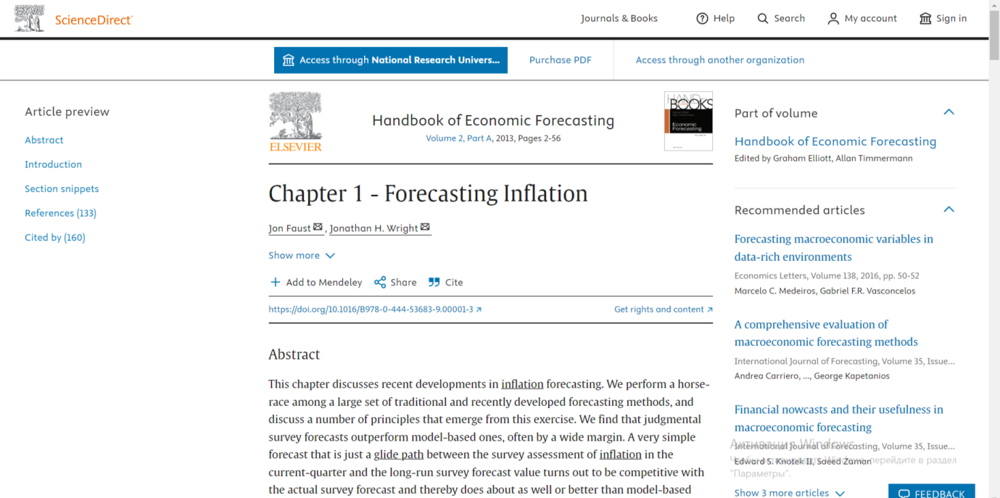 ScienceDirect
Journals & Books
Help
Search
My account
Sign in
Access through National Research Univers...
Purchase PDF
Access through another organization
Article preview
Abstract
Introduction
Section snippets
References (133)
Cited by (160)
ELSEVIER
Handbook of Economic Forecasting
Volume 2, Part A, 2013, Pages 2-56
HAND-
BOOKS
Economic
Forecasting
Chapter 1 - Forecasting Inflation
Jon Faust, Jonathan H. Wright
Show more
Add to Mendeley
Share
Cite
https://doi.org/10.1016/B978-0-444-53683-9.00001-3
Get rights and content
Abstract
This chapter discusses recent developments in inflation forecasting. We perform a horse-
race among a large set of traditional and recently developed forecasting methods, and
discuss a number of principles that emerge from this exercise. We find that judgmental
survey forecasts outperform model-based ones, often by a wide margin. A very simple
forecast that is just a glide path between the survey assessment of inflation in the
current-quarter and the long-run survey forecast value turns out to be competitive with
the actual survey forecast and thereby does about as well or better than model-based
Part of volume
Handbook of Economic Forecasting
Edited by Graham Elliott, Allan Timmermann
Recommended articles
Forecasting macroeconomic variables in
data-rich environments
Economics Letters, Volume 138, 2016, pp. 50-52
Marcelo C. Medeiros, Gabriel F.R. Vasconcelos
A comprehensive evaluation of
macroeconomic forecasting methods
International Journal of Forecasting, Volume 35, Issue...
Andrea Carriero, ..., George Kapetanios
Financial nowcasts and their usefulness in
macroeconomic forecasting
International Journal of Forecasting, Volume 35, Issue...
Edward S. Knotek II, Saeed Zaman
Активация Windows
Чтобы активировать Windows, перейдите в раздел
"Параметры".
Show 3 more articles
FEEDBACK